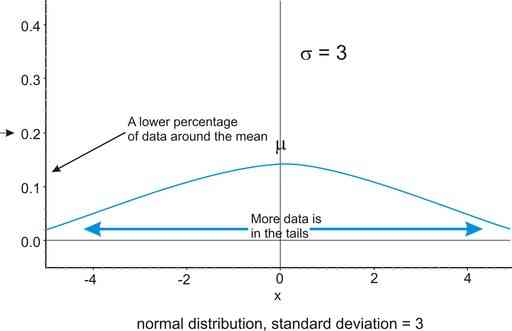 0.4
σ = 3
0.3
A lower percentage
of data around the mean
0.2
μ
0.1
More data is
in the tails
0.0
-4 -2 0 2 4
x
normal distribution, standard deviation = 3